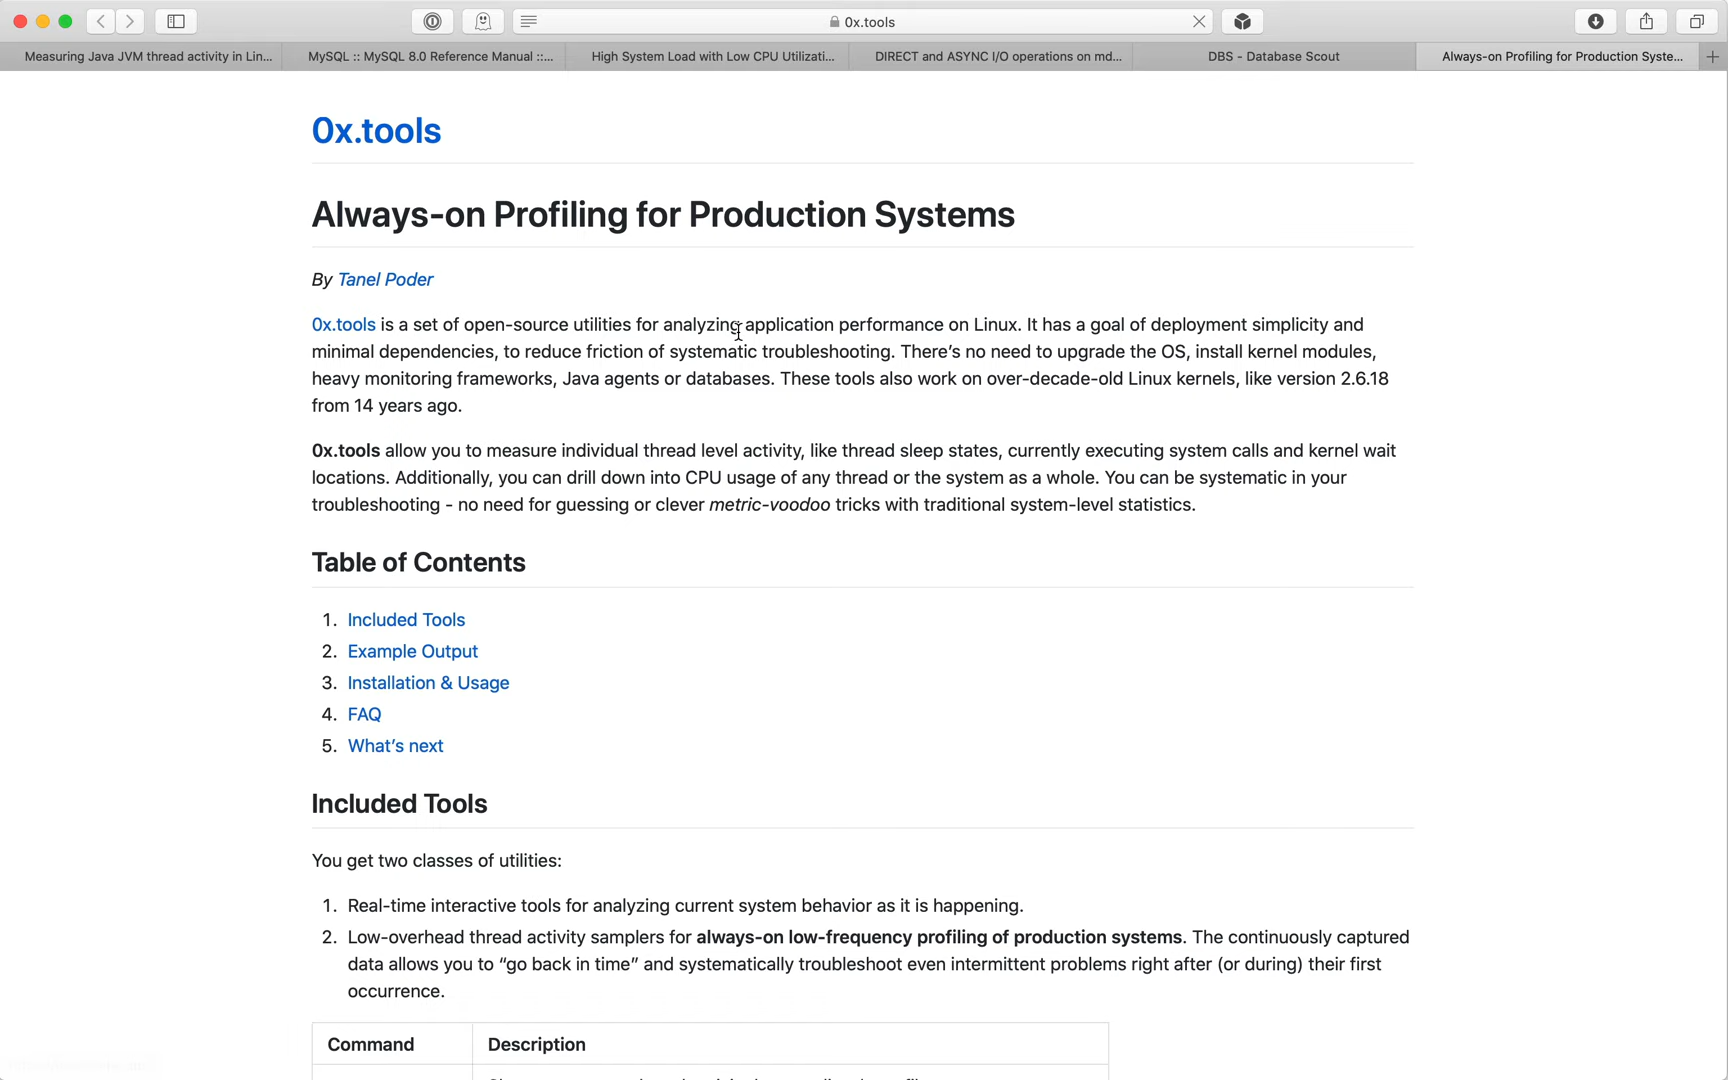 0x.tools
Measuring Java JVM thread activity in Lin...
MySQL :: MySQL 8.0 Reference Manual ::...
High System Load with Low CPU Utilizati...
DIRECT and ASYNC I/O operations on md...
DBS - Database Scout
Always-on Profiling for Production Syste...
0x.tools
Always-on Profiling for Production Systems
By Tanel Poder
0x.tools is a set of open-source utilities for analyzing application performance on Linux. It has a goal of deployment simplicity and
minimal dependencies, to reduce friction of systematic troubleshooting. There’s no need to upgrade the OS, install kernel modules,
heavy monitoring frameworks, Java agents or databases. These tools also work on over-decade-old Linux kernels, like version 2.6.18
from 14 years ago.
0x.tools allow you to measure individual thread level activity, like thread sleep states, currently executing system calls and kernel wait
locations. Additionally, you can drill down into CPU usage of any thread or the system as a whole. You can be systematic in your
troubleshooting - no need for guessing or clever metric-voodoo tricks with traditional system-level statistics.
Table of Contents
1. Included Tools
2. Example Output
3. Installation & Usage
4. FAQ
5. What’s next
Included Tools
You get two classes of utilities:
1. Real-time interactive tools for analyzing current system behavior as it is happening.
2. Low-overhead thread activity samplers for always-on low-frequency profiling of production systems. The continuously captured
data allows you to “go back in time” and systematically troubleshoot even intermittent problems right after (or during) their first
occurrence.
Command
Description